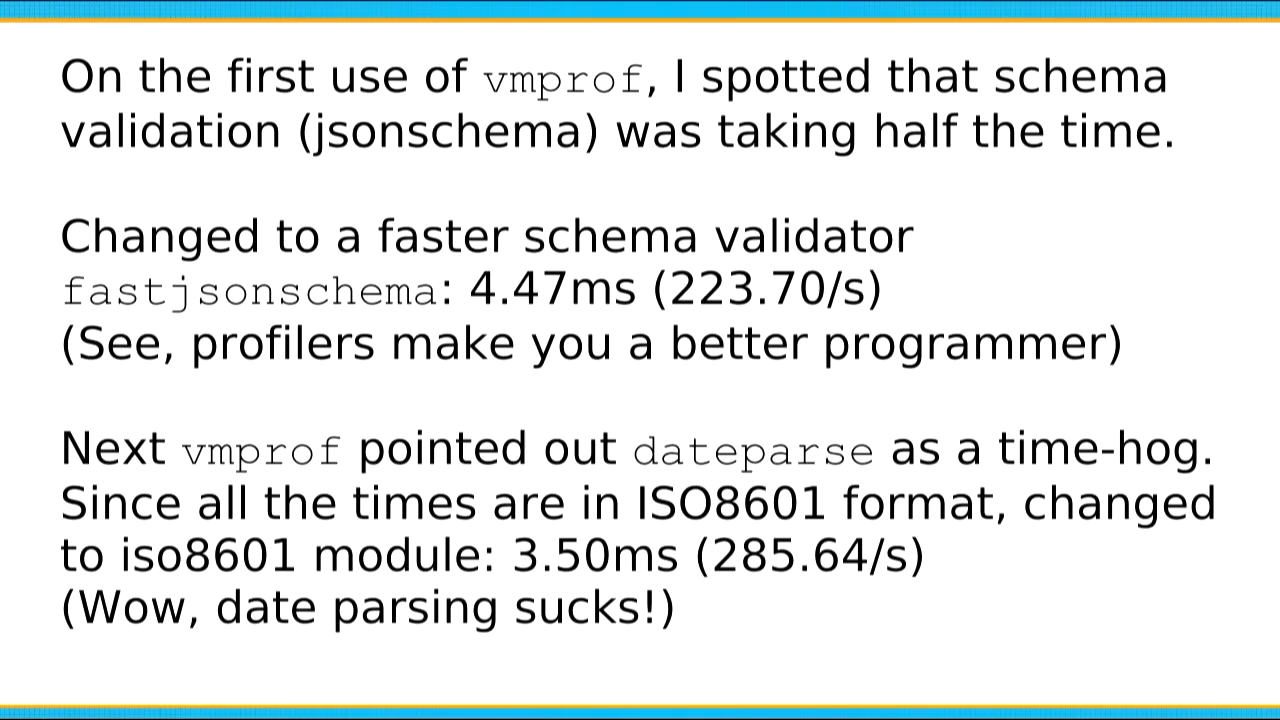 On the first use of vmprof, I spotted that schema
validation (jsonschema) was taking half the time.
Changed to a faster schema validator
fastjsonschema: 4.47ms (223.70/s)
(See, profilers make you a better programmer)
Next vmprof pointed out dateparse as a time-hog.
Since all the times are in ISO8601 format, changed
to iso8601 module: 3.50ms (285.64/s)
(Wow, date parsing sucks!)